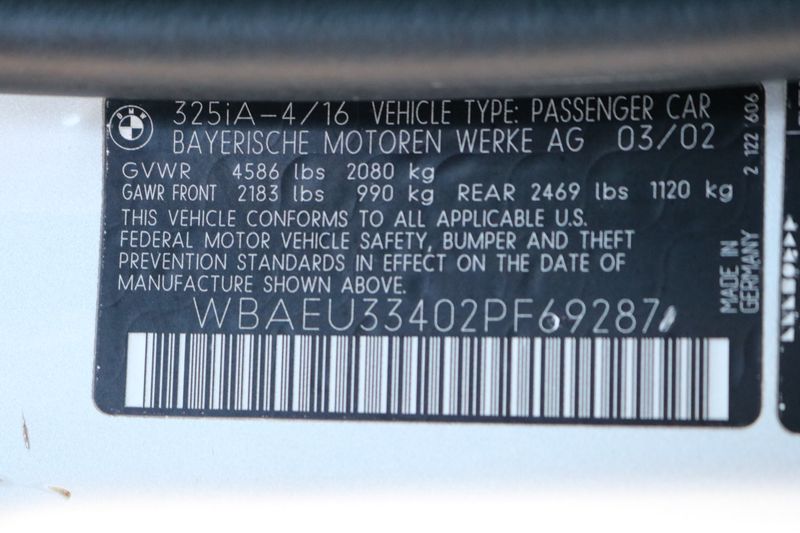 BMW
325iA-4/16 VEHICLE TYPE: PASSENGER CAR
BAYERISCHE MOTOREN WERKE AG 03/02
GVWR 4586 lbs 2080 kg
GAWR FRONT 2183 lbs 990 kg REAR 2469 lbs 1120 kg
THIS VEHICLE CONFORMS TO ALL APPLICABLE U.S.
FEDERAL MOTOR VEHICLE SAFETY, BUMPER AND THEFT
PREVENTION STANDARDS IN EFFECT ON THE DATE OF
MANUFACTURE SHOWN ABOVE.
WBAEU33402PF69287
2 122 606
MADE IN
GERMANY